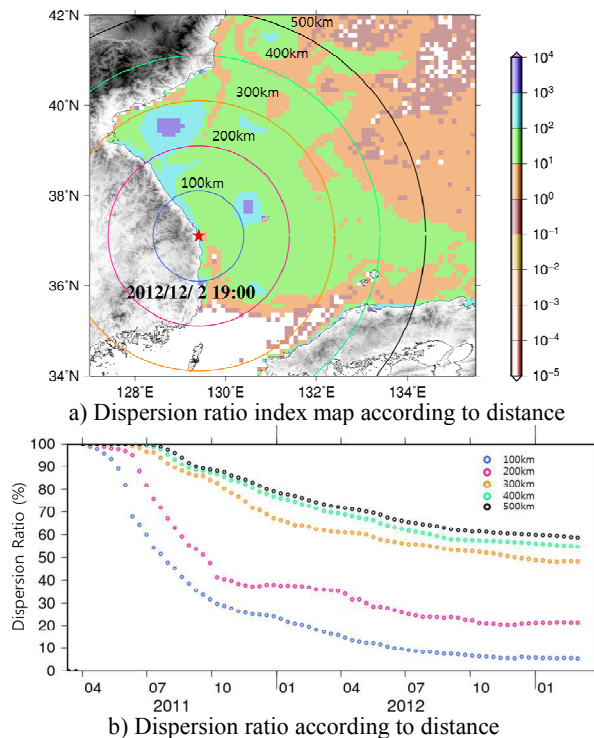 42°N
40°N
38°N
36°N
34°N
500km
400km
300km
200km
100km
2012/12/ 2 19:00
128°E 130°E 132°E 134°E
10^4
10^3
10^2
10^1
10^0
10^-1
10^-2
10^-3
10^-4
10^-5
a) Dispersion ratio index map according to distance
Dispersion Ratio (%)
100
90
80
70
60
50
40
30
20
10
0
100km
200km
300km
400km
500km
04 07 10 01 04 07 10 01
2011 2012
b) Dispersion ratio according to distance